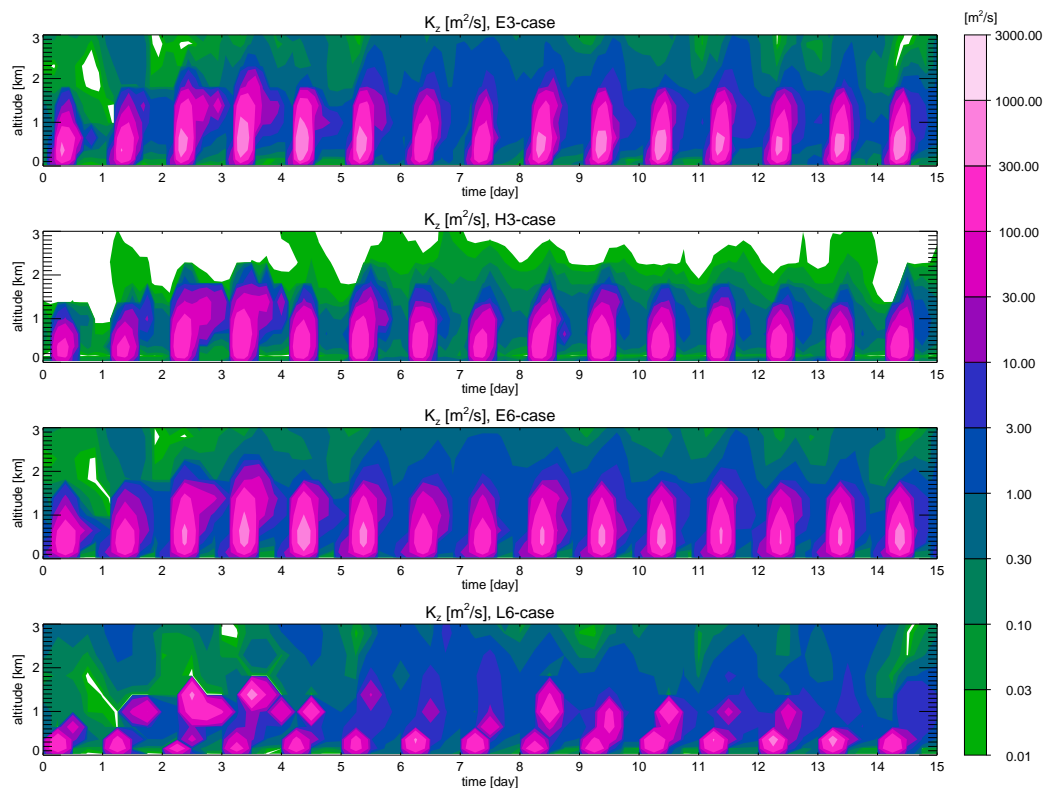 K_z [m²/s], E3-case
[m²/s]
3
2
1
0
altitude [km]
0 1 2 3 4 5 6 7 8 9 10 11 12 13 14 15
time [day]
K_z [m²/s], H3-case
3
2
1
0
altitude [km]
0 1 2 3 4 5 6 7 8 9 10 11 12 13 14 15
time [day]
K_z [m²/s], E6-case
3
2
1
0
altitude [km]
0 1 2 3 4 5 6 7 8 9 10 11 12 13 14 15
time [day]
K_z [m²/s], L6-case
3
2
1
0
altitude [km]
0 1 2 3 4 5 6 7 8 9 10 11 12 13 14 15
time [day]
3000.00
1000.00
300.00
100.00
30.00
10.00
3.00
1.00
0.30
0.10
0.03
0.01